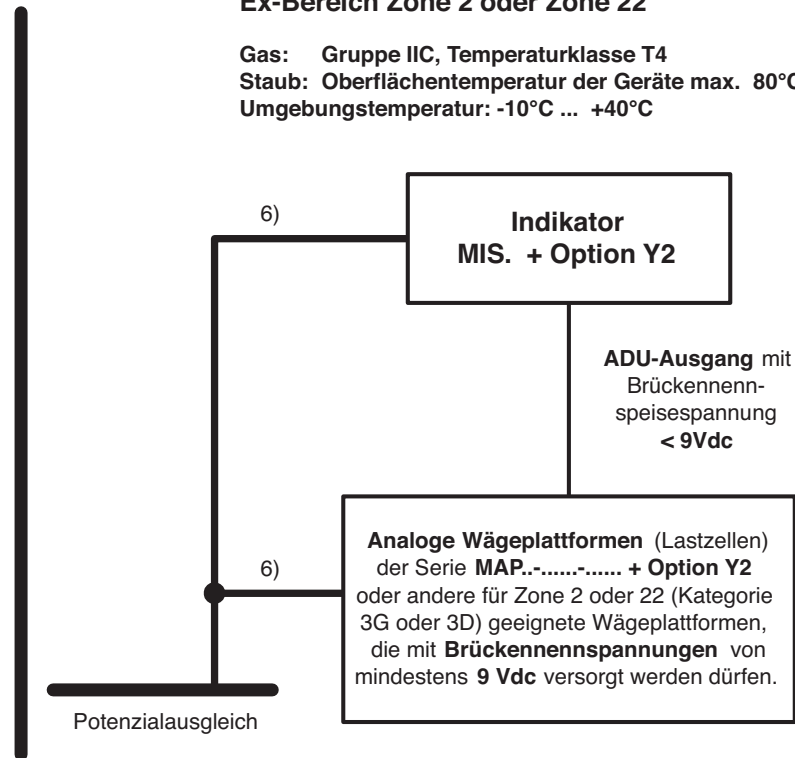 Ex-Bereich Zone 2 oder Zone 22
Gas: Gruppe IIC, Temperaturklasse T4
Staub: Oberflächentemperatur der Geräte max. 80°C
Umgebungstemperatur: -10°C ... +40°C
6)
Indikator
MIS. + Option Y2
ADU-Ausgang mit
Brückennenn-
speisespannung
< 9Vdc
6)
Analoge Wägeplattformen (Lastzellen)
der Serie MAP..-......-...... + Option Y2
oder andere für Zone 2 oder 22 (Kategorie
3G oder 3D) geeignete Wägeplattformen,
die mit Brückennennspannungen von
mindestens 9 Vdc versorgt werden dürfen.
Potenzialausgleich